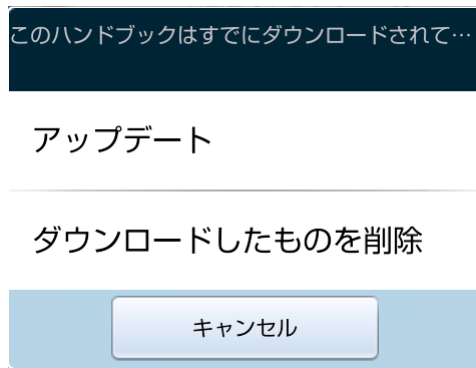 このハンドブックはすでにダウンロードされて…
アップデート
ダウンロードしたものを削除
キャンセル